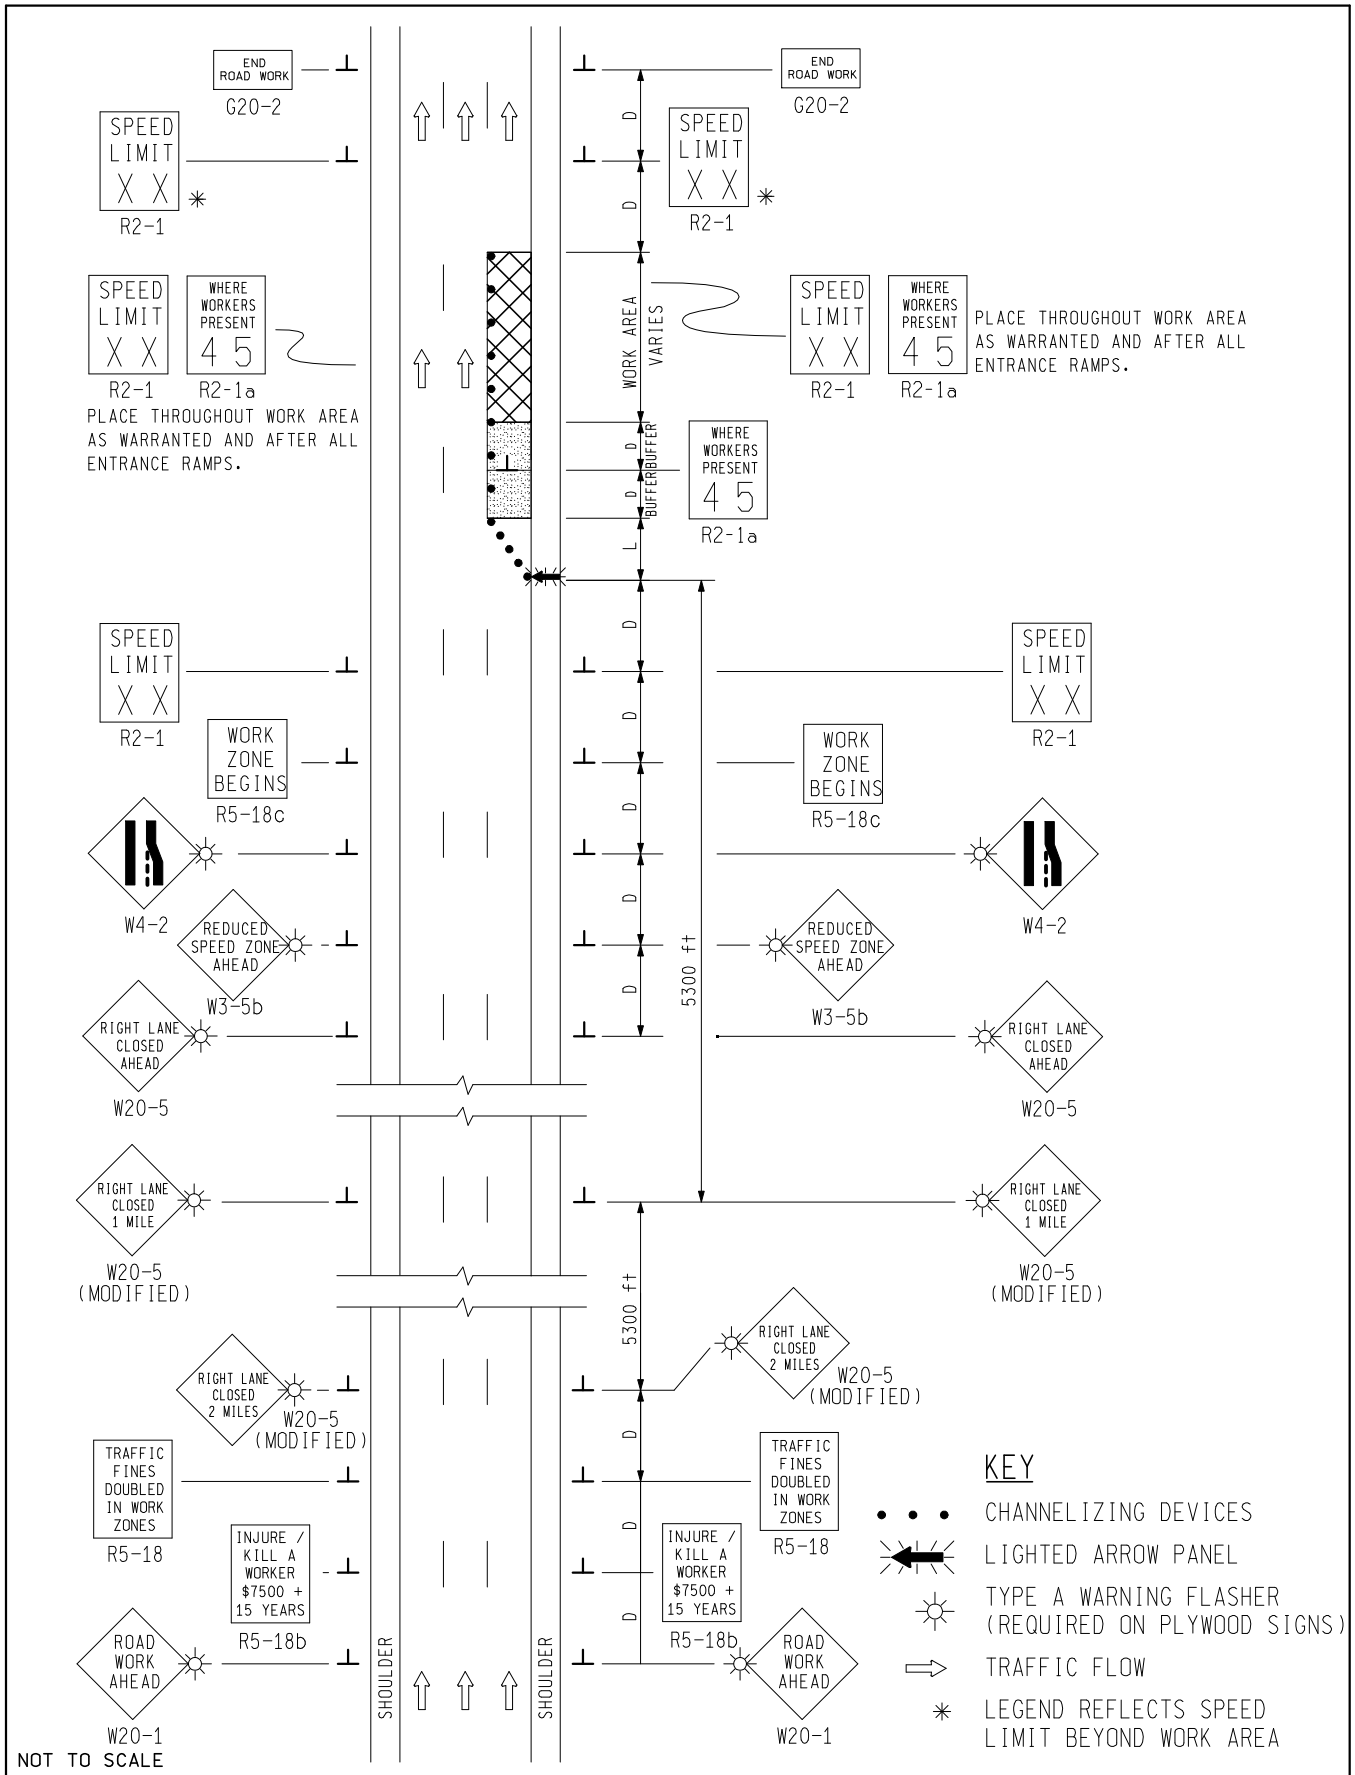 END
ROAD WORK
G20-2
END
ROAD WORK
G20-2
D
SPEED
LIMIT
X X
*
R2-1
SPEED
LIMIT
X X
*
R2-1
D
SPEED
LIMIT
X X
R2-1
WHERE
WORKERS
PRESENT
4 5
R2-1a
PLACE THROUGHOUT WORK AREA
AS WARRANTED AND AFTER ALL
ENTRANCE RAMPS.
WORK AREA
VARIES
SPEED
LIMIT
X X
R2-1
WHERE
WORKERS
PRESENT
4 5
R2-1a
PLACE THROUGHOUT WORK AREA
AS WARRANTED AND AFTER ALL
ENTRANCE RAMPS.
D
BUFFER
D
BUFFER
WHERE
WORKERS
PRESENT
4 5
R2-1a
L
D
SPEED
LIMIT
X X
R2-1
SPEED
LIMIT
X X
R2-1
D
WORK
ZONE
BEGINS
R5-18c
WORK
ZONE
BEGINS
R5-18c
D
W4-2
W4-2
D
REDUCED
SPEED ZONE
AHEAD
W3-5b
REDUCED
SPEED ZONE
AHEAD
W3-5b
D
5300 ft
RIGHT LANE
CLOSED
AHEAD
W20-5
RIGHT LANE
CLOSED
AHEAD
W20-5
RIGHT LANE
CLOSED
1 MILE
W20-5
(MODIFIED)
RIGHT LANE
CLOSED
1 MILE
W20-5
(MODIFIED)
5300 ft
RIGHT LANE
CLOSED
2 MILES
W20-5
(MODIFIED)
RIGHT LANE
CLOSED
2 MILES
W20-5
(MODIFIED)
D
TRAFFIC
FINES
DOUBLED
IN WORK
ZONES
R5-18
TRAFFIC
FINES
DOUBLED
IN WORK
ZONES
R5-18
D
INJURE /
KILL A
WORKER
$7500 +
15 YEARS
R5-18b
INJURE /
KILL A
WORKER
$7500 +
15 YEARS
R5-18b
D
ROAD
WORK
AHEAD
W20-1
SHOULDER
SHOULDER
ROAD
WORK
AHEAD
W20-1
KEY
CHANNELIZING DEVICES
LIGHTED ARROW PANEL
TYPE A WARNING FLASHER
(REQUIRED ON PLYWOOD SIGNS)
TRAFFIC FLOW
* LEGEND REFLECTS SPEED
LIMIT BEYOND WORK AREA
NOT TO SCALE